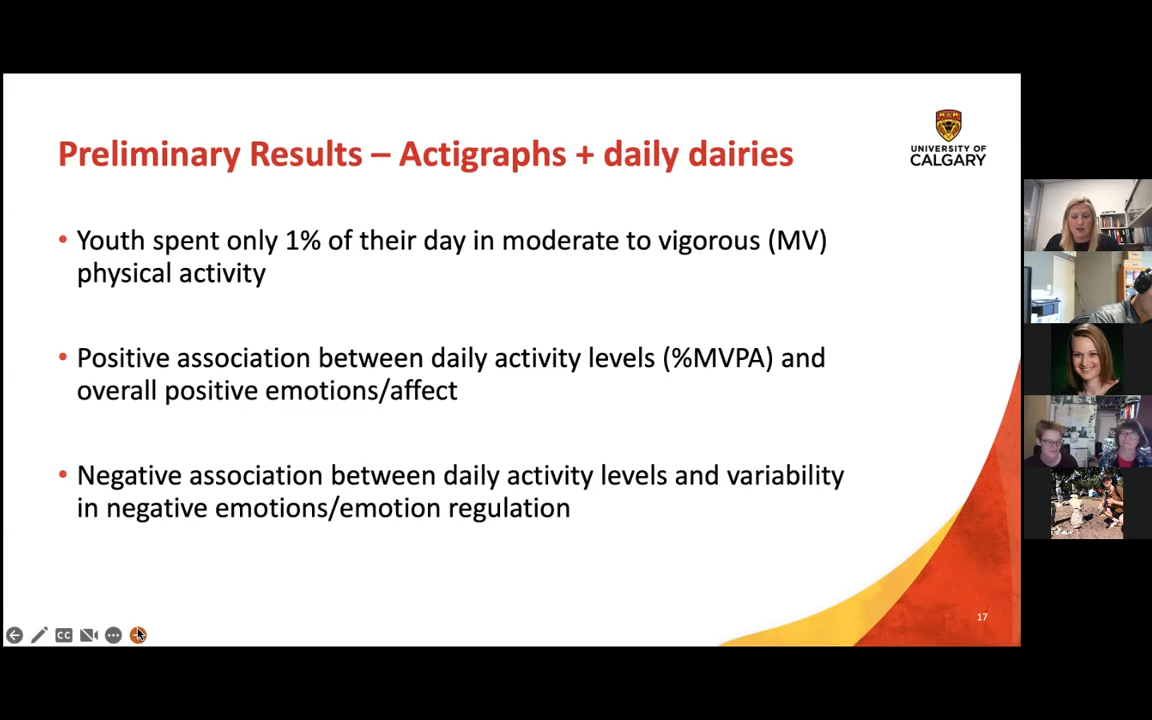 Preliminary Results – Actigraphs + daily dairies
UNIVERSITY OF
CALGARY
• Youth spent only 1% of their day in moderate to vigorous (MV)
physical activity
• Positive association between daily activity levels (%MVPA) and
overall positive emotions/affect
• Negative association between daily activity levels and variability
in negative emotions/emotion regulation
17
CC